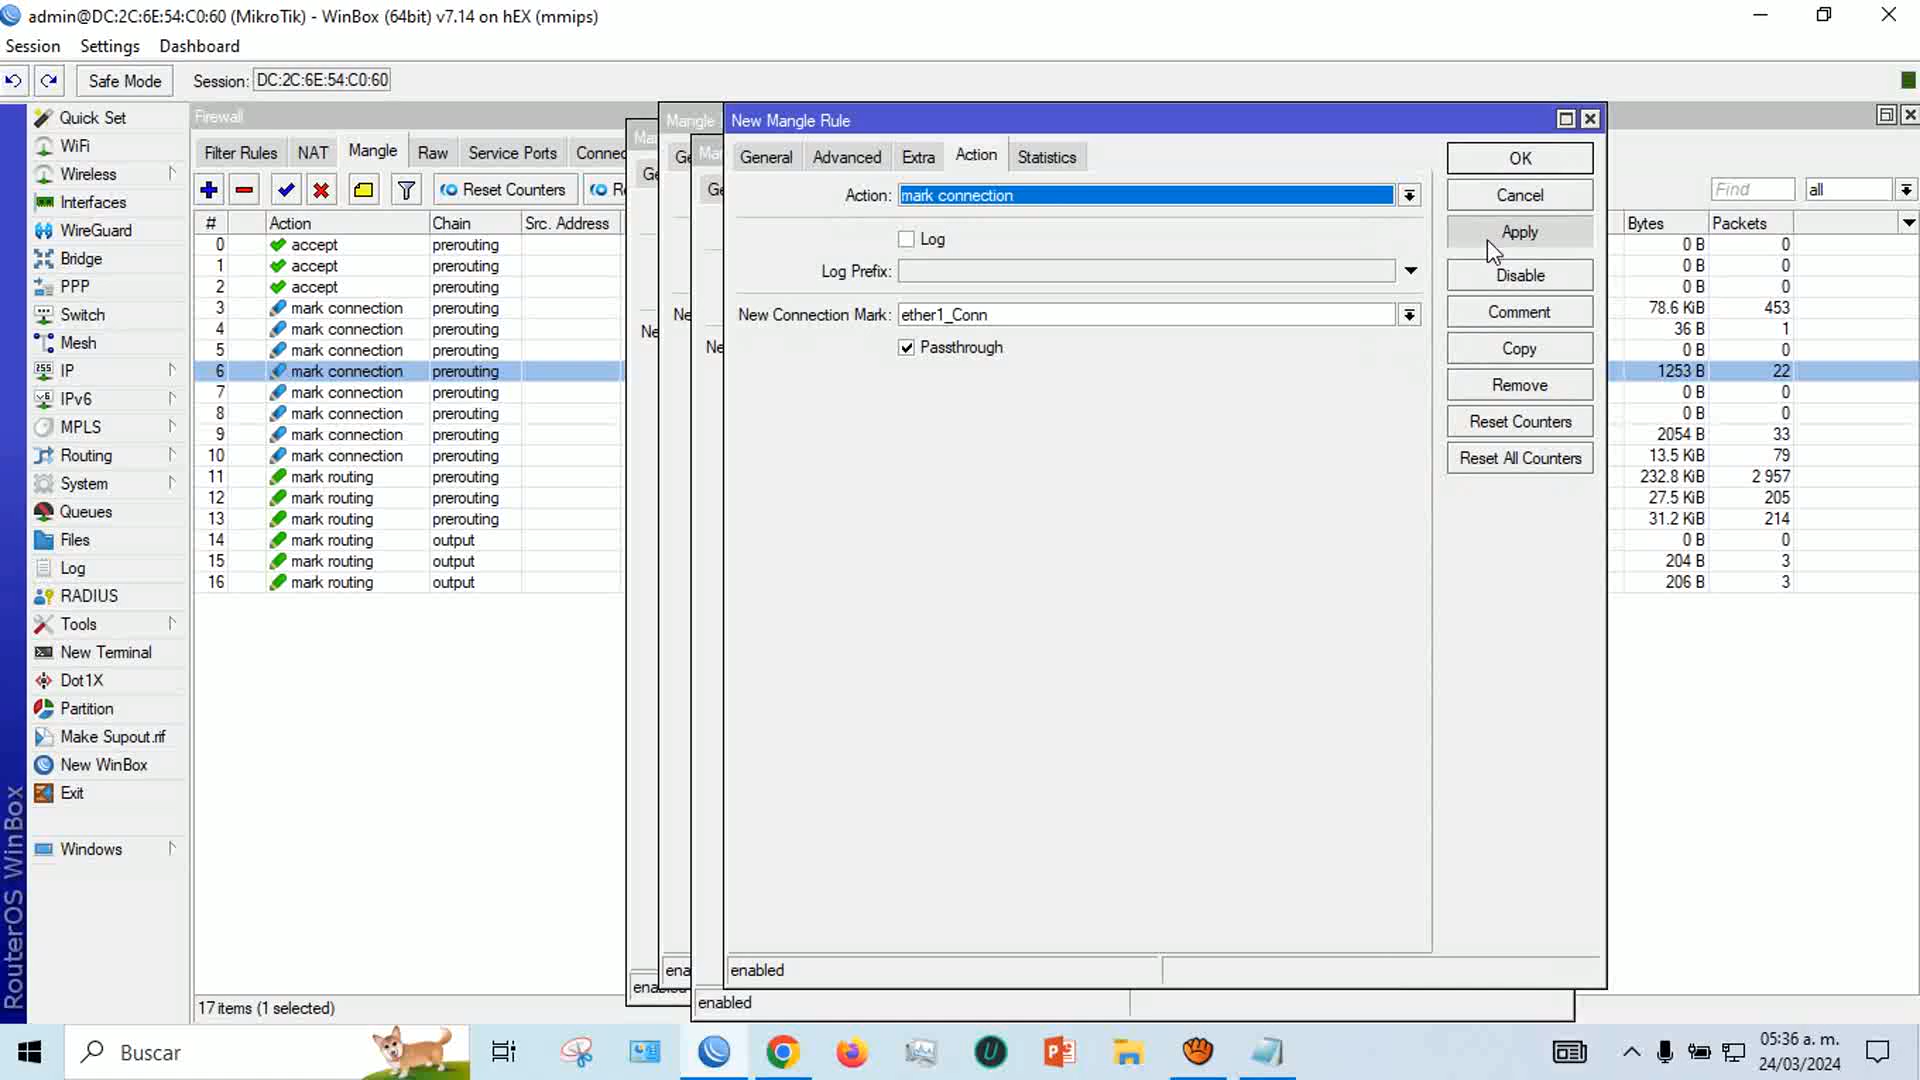 admin@DC:2C:6E:54:C0:60 (MikroTik) - WinBox (64bit) v7.14 on hEX (mmips)
Session Settings Dashboard
Safe Mode Session: DC:2C:6E:54:C0:60
RouterOS WinBox
Quick Set
WiFi
Wireless
Interfaces
WireGuard
Bridge
PPP
Switch
Mesh
IP
IPv6
MPLS
Routing
System
Queues
Files
Log
RADIUS
Tools
New Terminal
Dot1X
Partition
Make Supout.rif
New WinBox
Exit
Windows
Firewall
Filter Rules NAT Mangle Raw Service Ports Connec
Reset Counters Find all
# Action Chain Src. Address Bytes Packets
0 accept prerouting 0 B 0
1 accept prerouting 0 B 0
2 accept prerouting 0 B 0
3 mark connection prerouting 78.6 KiB 453
4 mark connection prerouting 36 B 1
5 mark connection prerouting 0 B 0
6 mark connection prerouting 1253 B 22
7 mark connection prerouting 0 B 0
8 mark connection prerouting 0 B 0
9 mark connection prerouting 2054 B 33
10 mark connection prerouting 13.5 KiB 79
11 mark routing prerouting 232.8 KiB 2 957
12 mark routing prerouting 27.5 KiB 205
13 mark routing prerouting 31.2 KiB 214
14 mark routing output 0 B 0
15 mark routing output 204 B 3
16 mark routing output 206 B 3
17 items (1 selected)
Mangle
New Mangle Rule
General Advanced Extra Action Statistics
Action: mark connection
Log
Log Prefix:
New Connection Mark: ether1_Conn
Passthrough
OK
Cancel
Apply
Disable
Comment
Copy
Remove
Reset Counters
Reset All Counters
enabled
enabled
Buscar
05:36 a. m.
24/03/2024